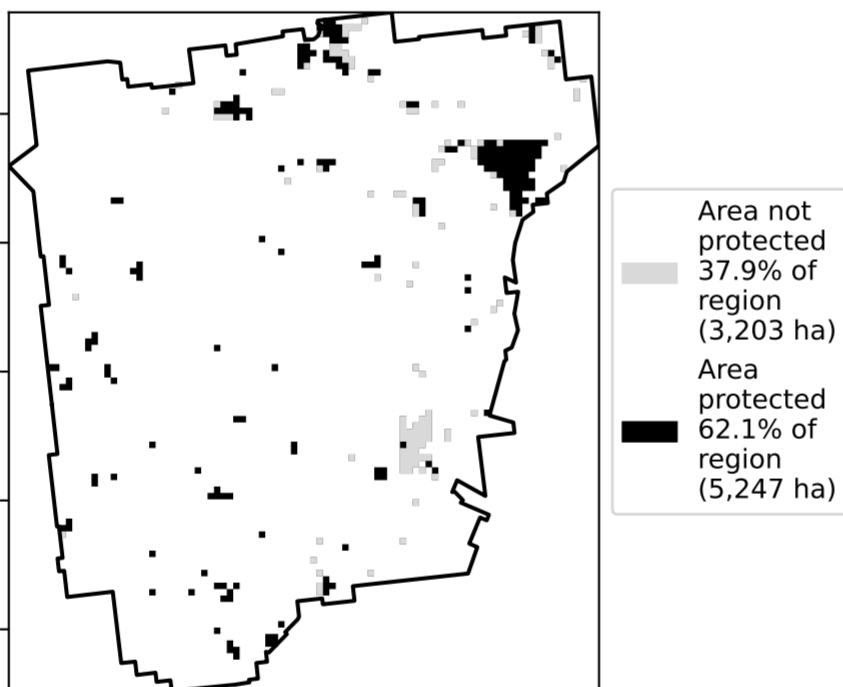 Area not
protected
37.9% of
region
(3,203 ha)
Area
protected
62.1% of
region
(5,247 ha)